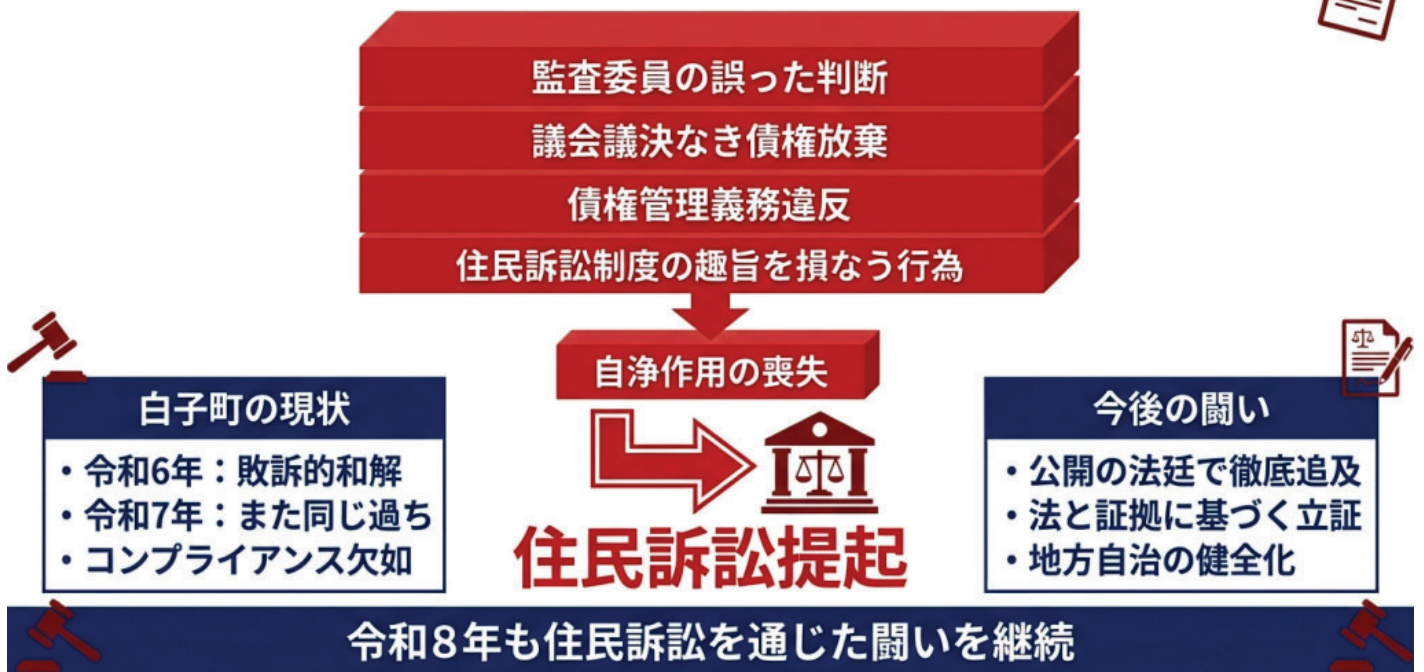 監査委員の誤った判断
議会議決なき債権放棄
債権管理義務違反
住民訴訟制度の趣旨を損なう行為
自浄作用の喪失
白子町の現状
・令和6年：敗訴的和解
・令和7年：また同じ過ち
・コンプライアンス欠如
住民訴訟提起
今後の闘い
・公開の法廷で徹底追及
・法と証拠に基づく立証
・地方自治の健全化
令和８年も住民訴訟を通じた闘いを継続